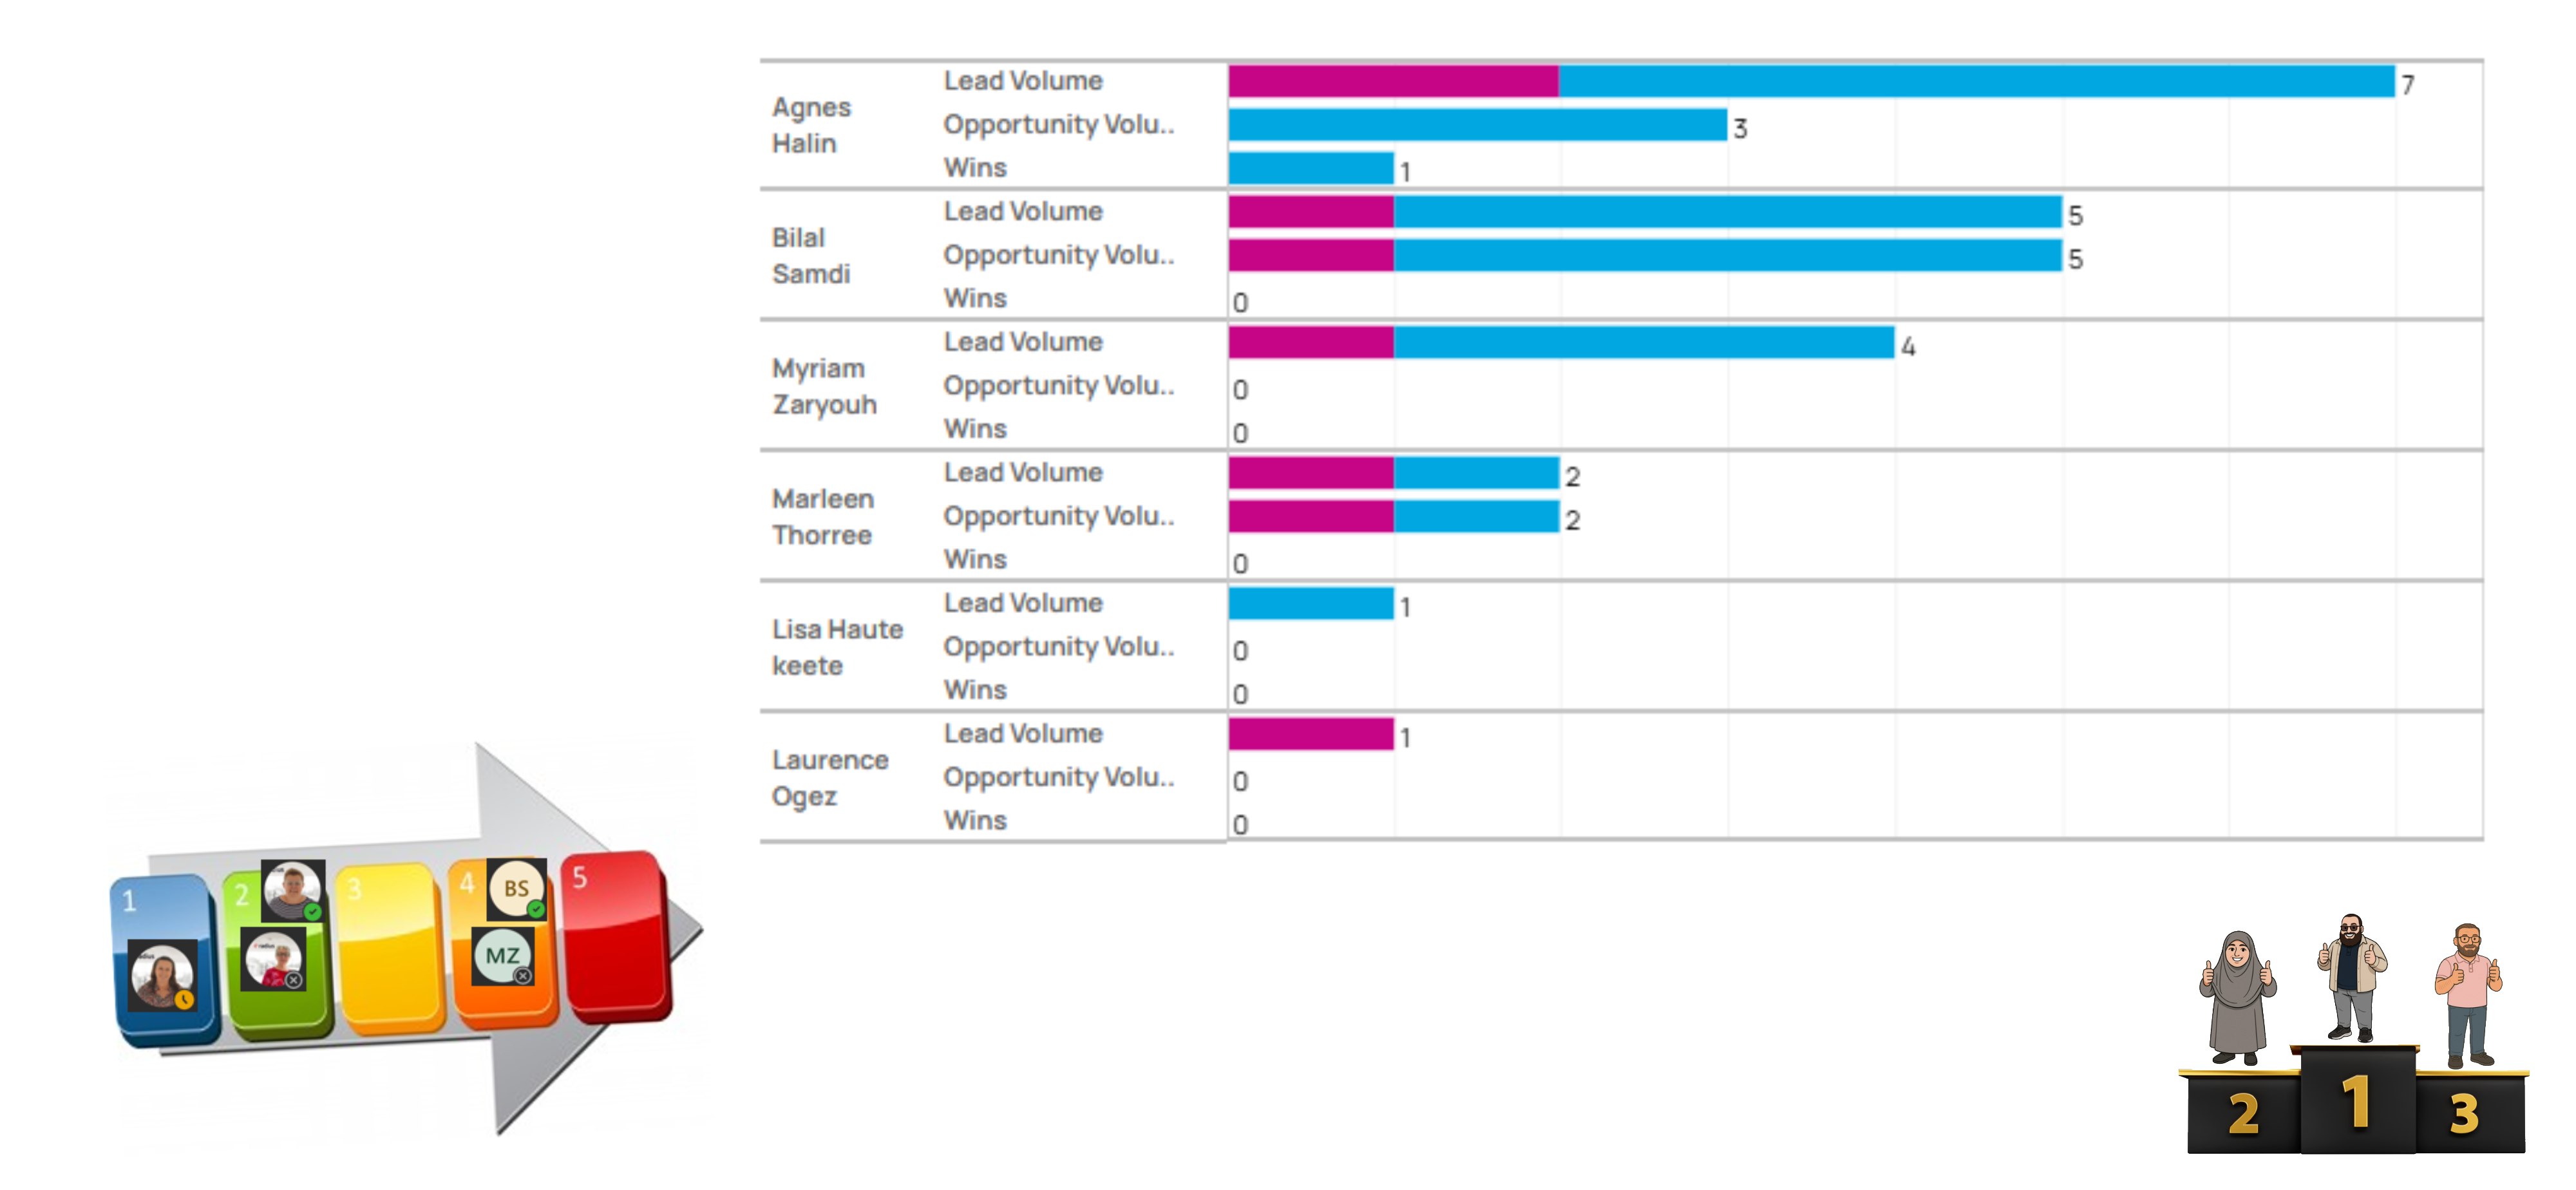 Agnes
Halin
Lead Volume 7
Opportunity Volu.. 3
Wins 1
Bilal
Samdi
Lead Volume 5
Opportunity Volu.. 5
Wins 0
Myriam
Zaryouh
Lead Volume 4
Opportunity Volu.. 0
Wins 0
Marleen
Thorree
Lead Volume 2
Opportunity Volu.. 2
Wins 0
Lisa Haute
keete
Lead Volume 1
Opportunity Volu.. 0
Wins 0
Laurence
Ogez
Lead Volume 1
Opportunity Volu.. 0
Wins 0
1
2
3
4
5
BS
MZ
2
1
3